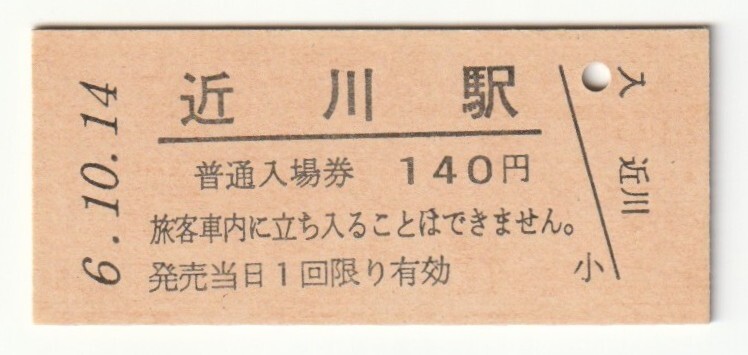 6.10.14
近川駅
普通入場券 140円
旅客車内に立ち入ることはできません。
発売当日1回限り有効
小
入
近川